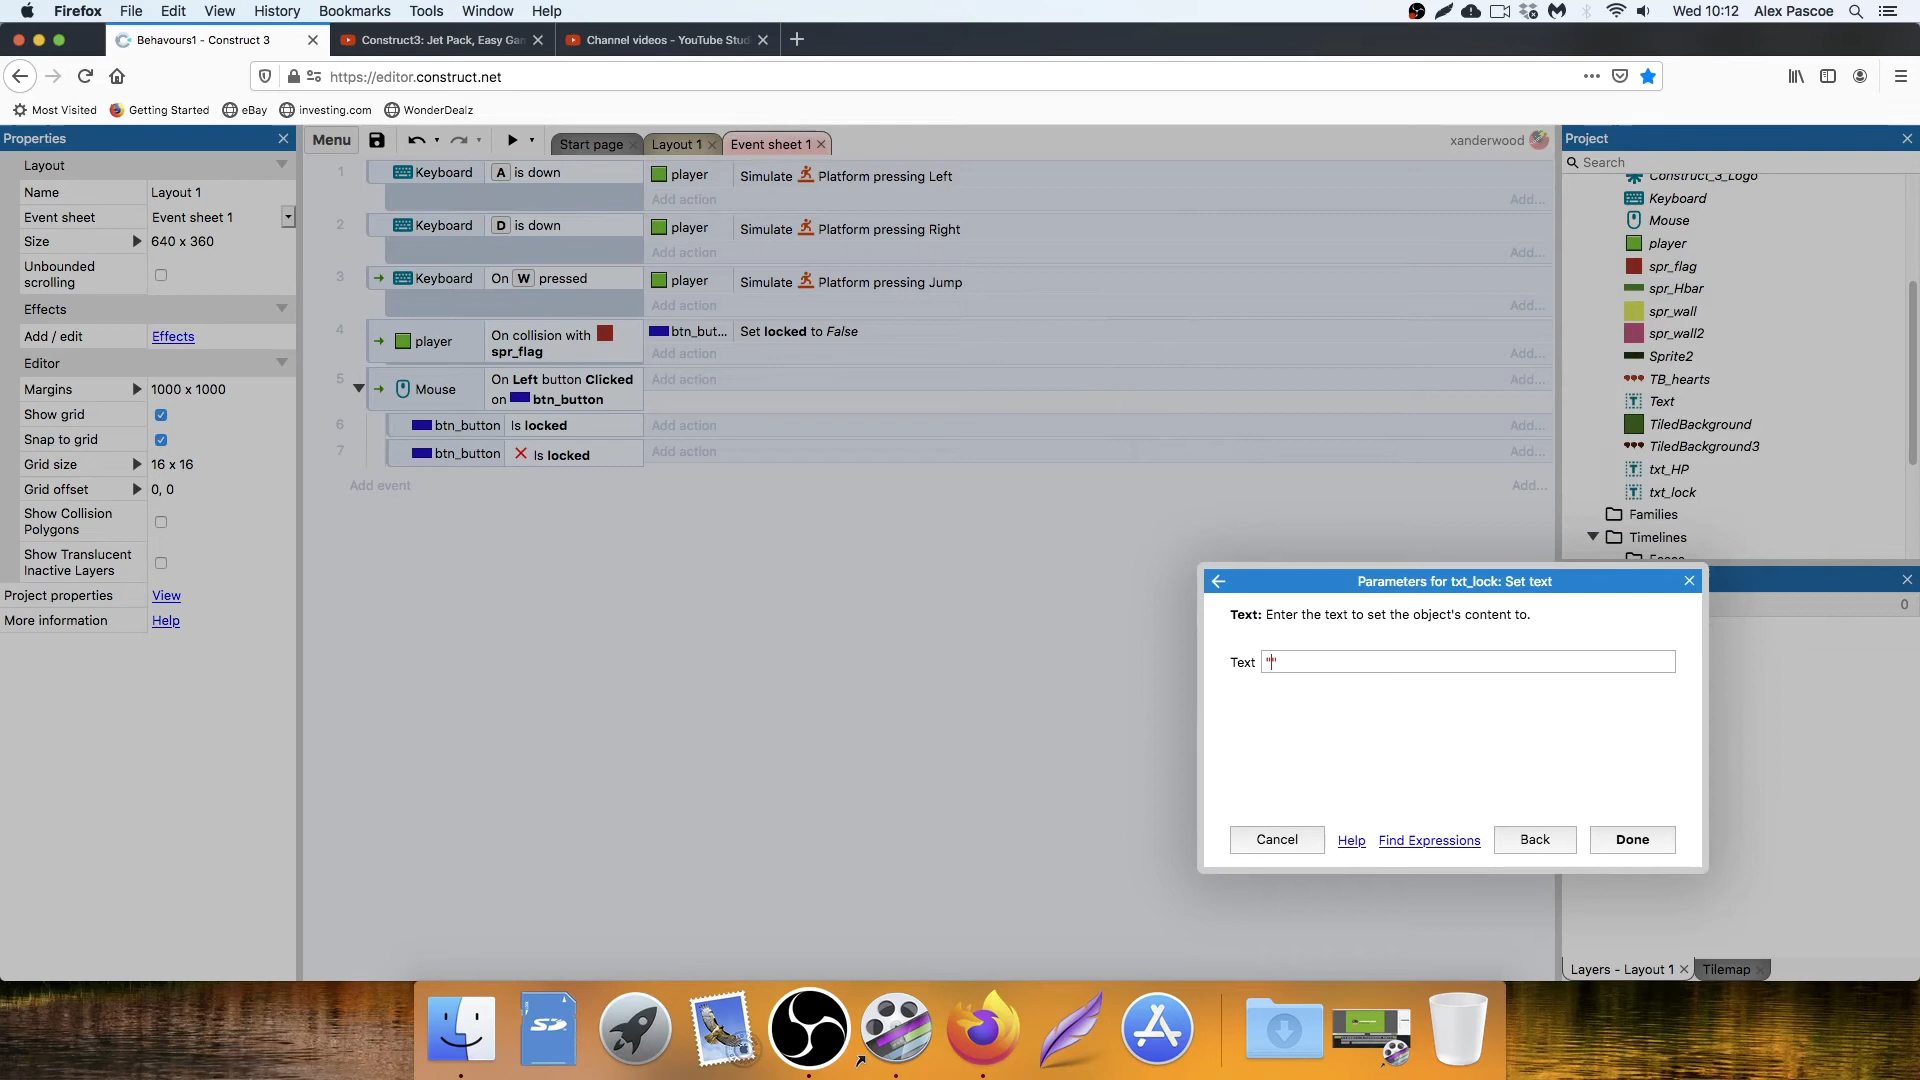 Firefox File Edit View History Bookmarks Tools Window Help Wed 10:12 Alex Pascoe
Behavours1 - Construct 3
Construct3: Jet Pack, Easy Gam
Channel videos - YouTube Studi
https://editor.construct.net
Most Visited Getting Started eBay investing.com WonderDealz
Properties
Layout
Name Layout 1
Event sheet Event sheet 1
Size 640 x 360
Unbounded
scrolling
Effects
Add / edit Effects
Editor
Margins 1000 x 1000
Show grid
Snap to grid
Grid size 16 x 16
Grid offset 0, 0
Show Collision
Polygons
Show Translucent
Inactive Layers
Project properties View
More information Help
Menu Start page Layout 1 Event sheet 1 xanderwood
1 Keyboard A is down player Simulate Platform pressing Left
Add action Add...
2 Keyboard D is down player Simulate Platform pressing Right
Add action Add...
3 Keyboard On W pressed player Simulate Platform pressing Jump
Add action Add...
4 player On collision with
spr_flag
btn_but... Set locked to False
Add action Add...
5 Mouse On Left button Clicked
on btn_button
Add action Add...
6 btn_button Is locked Add action Add...
7 btn_button Is locked Add action Add...
Add event Add...
Project
Search
Construct_3_Logo
Keyboard
Mouse
player
spr_flag
spr_Hbar
spr_wall
spr_wall2
Sprite2
TB_hearts
Text
TiledBackground
TiledBackground3
txt_HP
txt_lock
Families
Timelines
0
Layers - Layout 1 Tilemap
Parameters for txt_lock: Set text
Text: Enter the text to set the object's content to.
Text ""
Cancel Help Find Expressions Back Done
SD